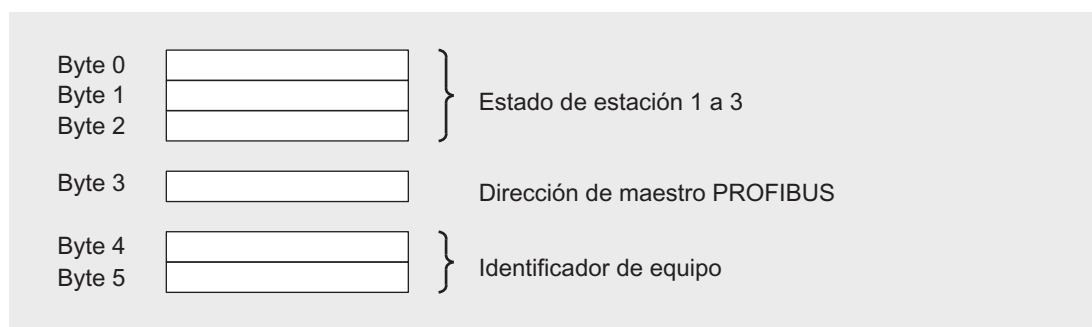 Byte 0
Byte 1
Byte 2
Estado de estación 1 a 3
Byte 3
Dirección de maestro PROFIBUS
Byte 4
Byte 5
Identificador de equipo